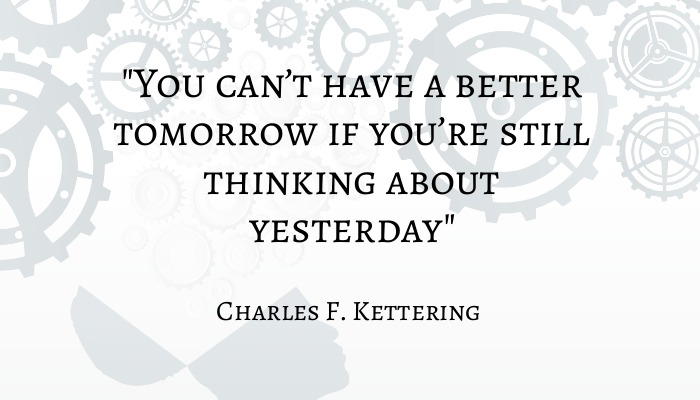 "You can’t have a better
tomorrow if you’re still
thinking about
yesterday"
Charles F. Kettering